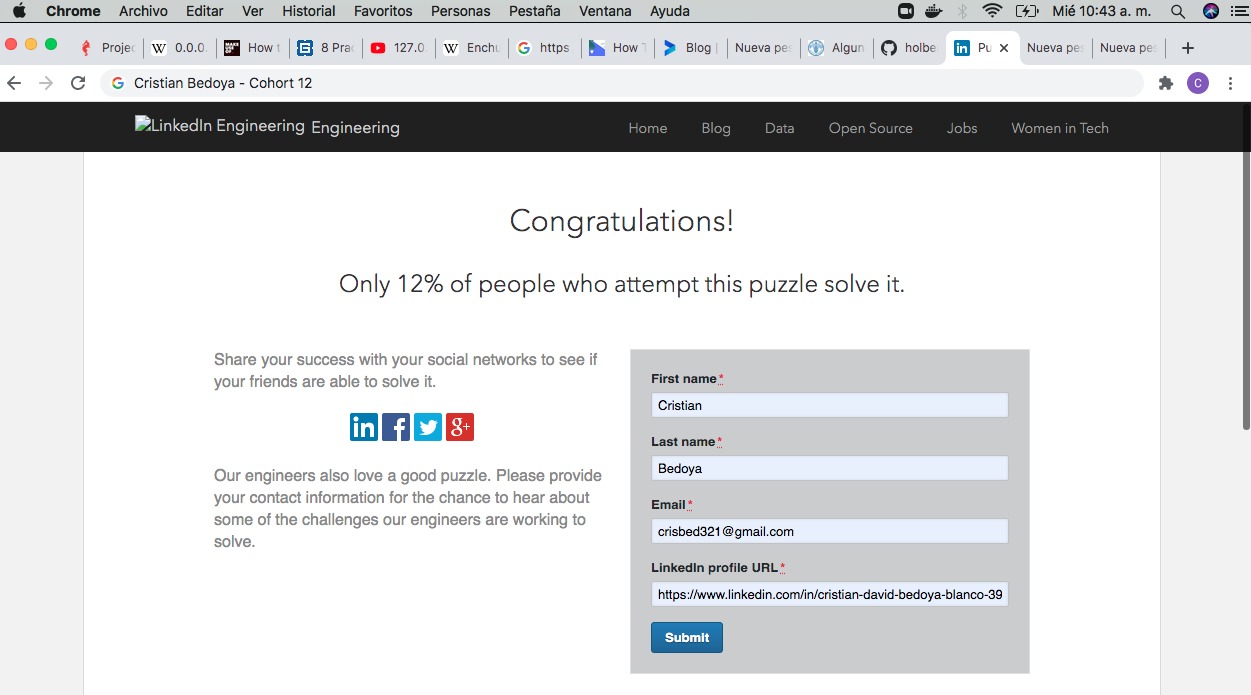 Chrome Archivo Editar Ver Historial Favoritos Personas Pestaña Ventana Ayuda Mié 10:43 a. m.
Projec W 0.0.0. How t 8 Prac 127.0. W Enchu G https How T Blog | Nueva pes Algun holbe in Pu Nueva pes Nueva pes
G Cristian Bedoya - Cohort 12 C
LinkedIn Engineering Engineering Home Blog Data Open Source Jobs Women in Tech
Congratulations!
Only 12% of people who attempt this puzzle solve it.
Share your success with your social networks to see if
your friends are able to solve it.
in f g+
Our engineers also love a good puzzle. Please provide
your contact information for the chance to hear about
some of the challenges our engineers are working to
solve.
First name*
Cristian
Last name*
Bedoya
Email*
crisbed321@gmail.com
LinkedIn profile URL*
https://www.linkedin.com/in/cristian-david-bedoya-blanco-39
Submit